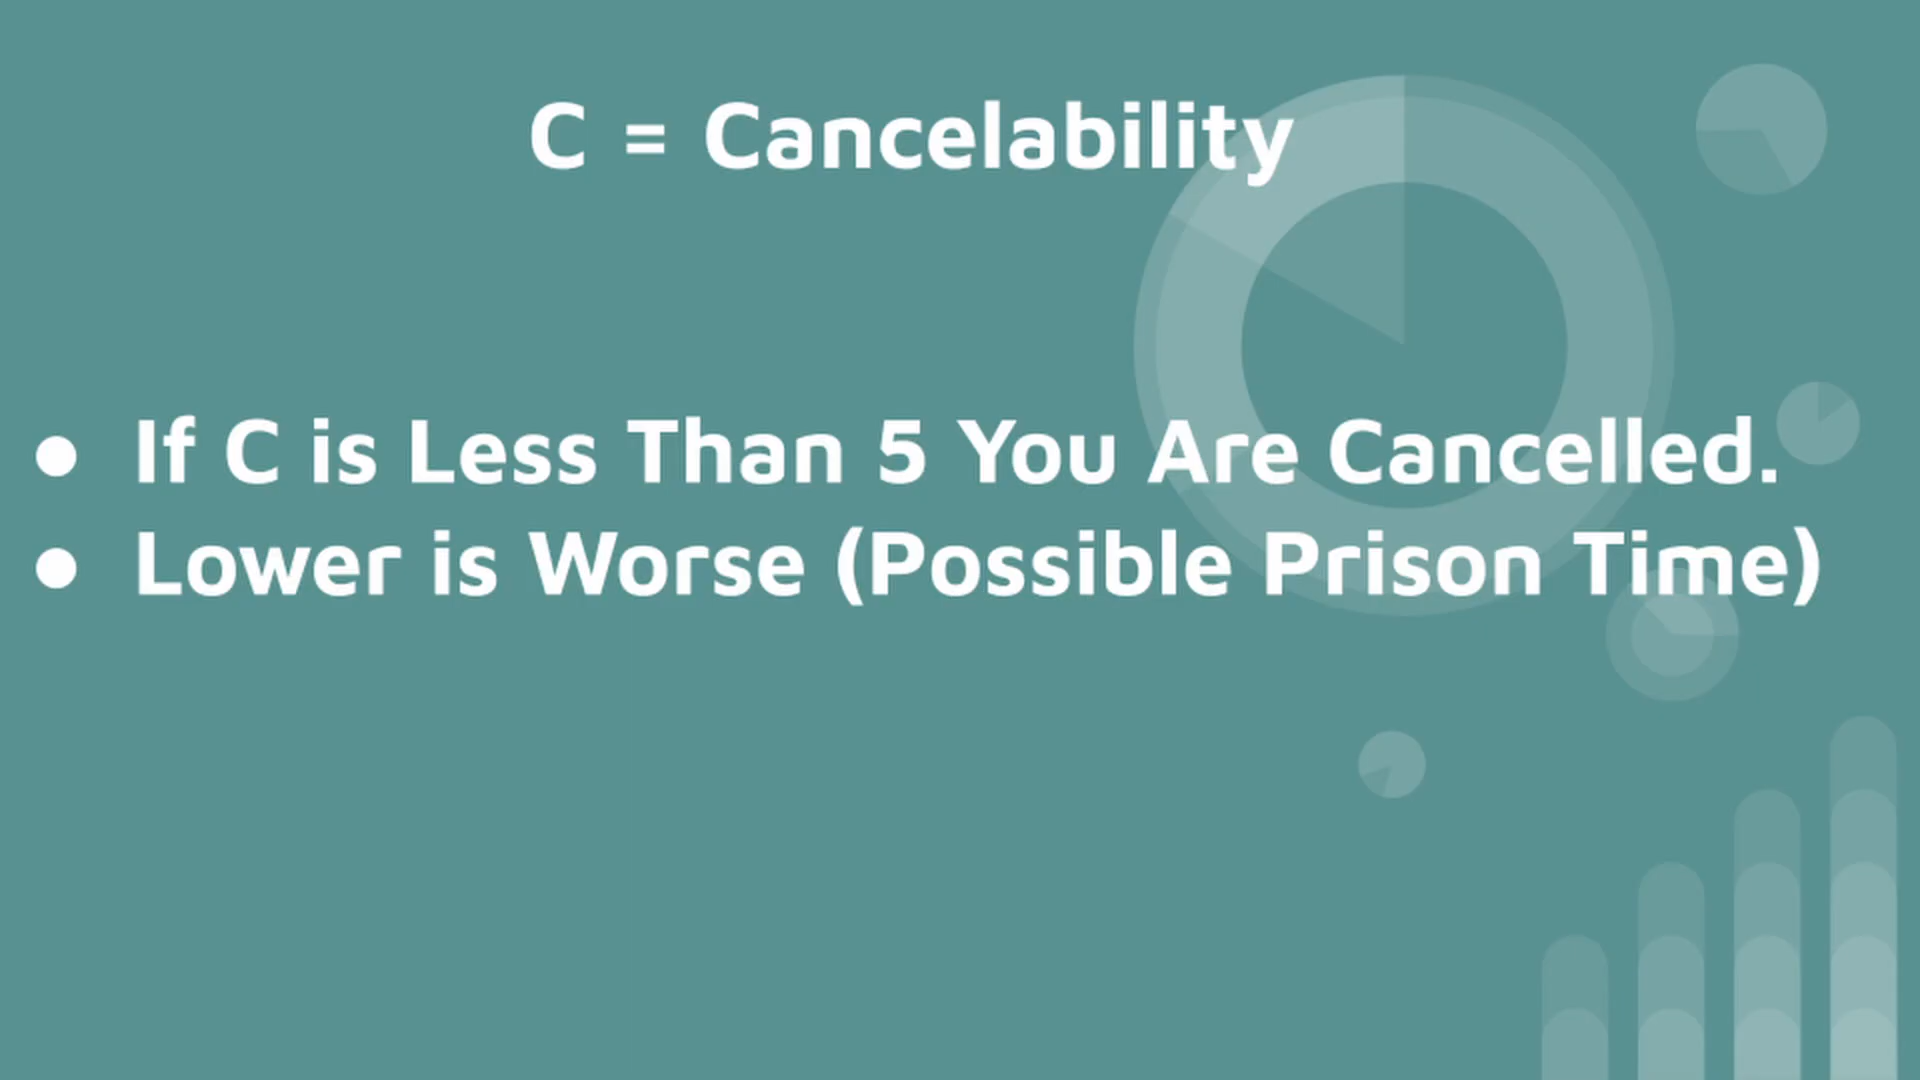 C = Cancelability
● If C is Less Than 5 You Are Cancelled.
● Lower is Worse (Possible Prison Time)